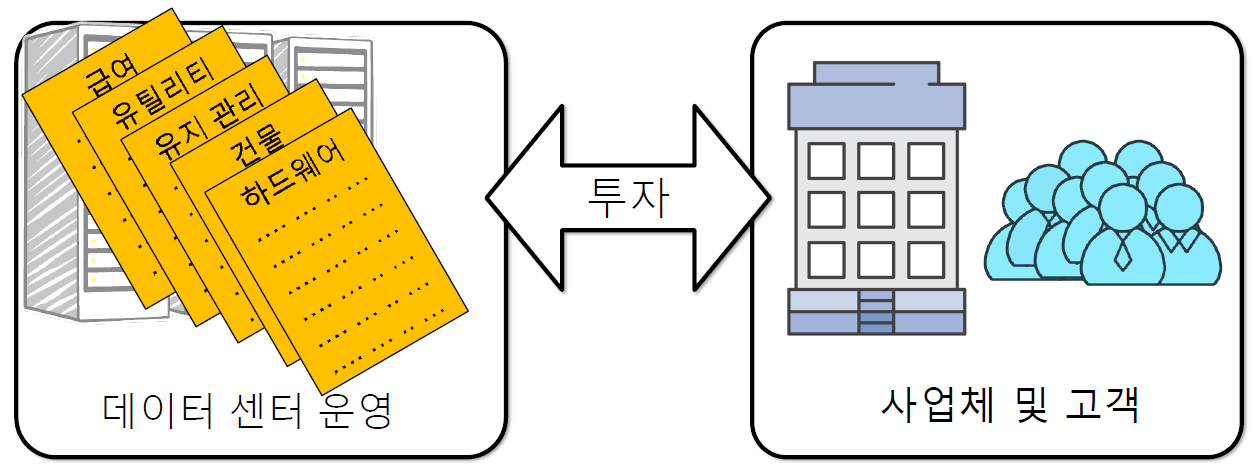 급여
유틸리티
유지 관리
건물
하드웨어
데이터 센터 운영
투자
사업체 및 고객